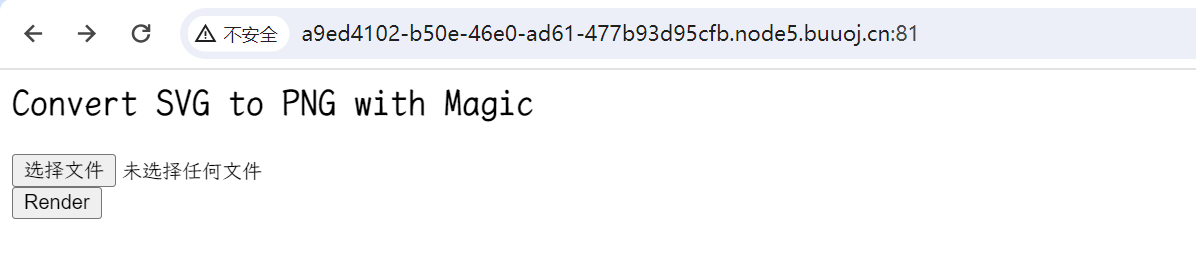 不安全 a9ed4102-b50e-46e0-ad61-477b93d95cfb.node5.buuoj.cn:81
Convert SVG to PNG with Magic
选择文件 未选择任何文件
Render